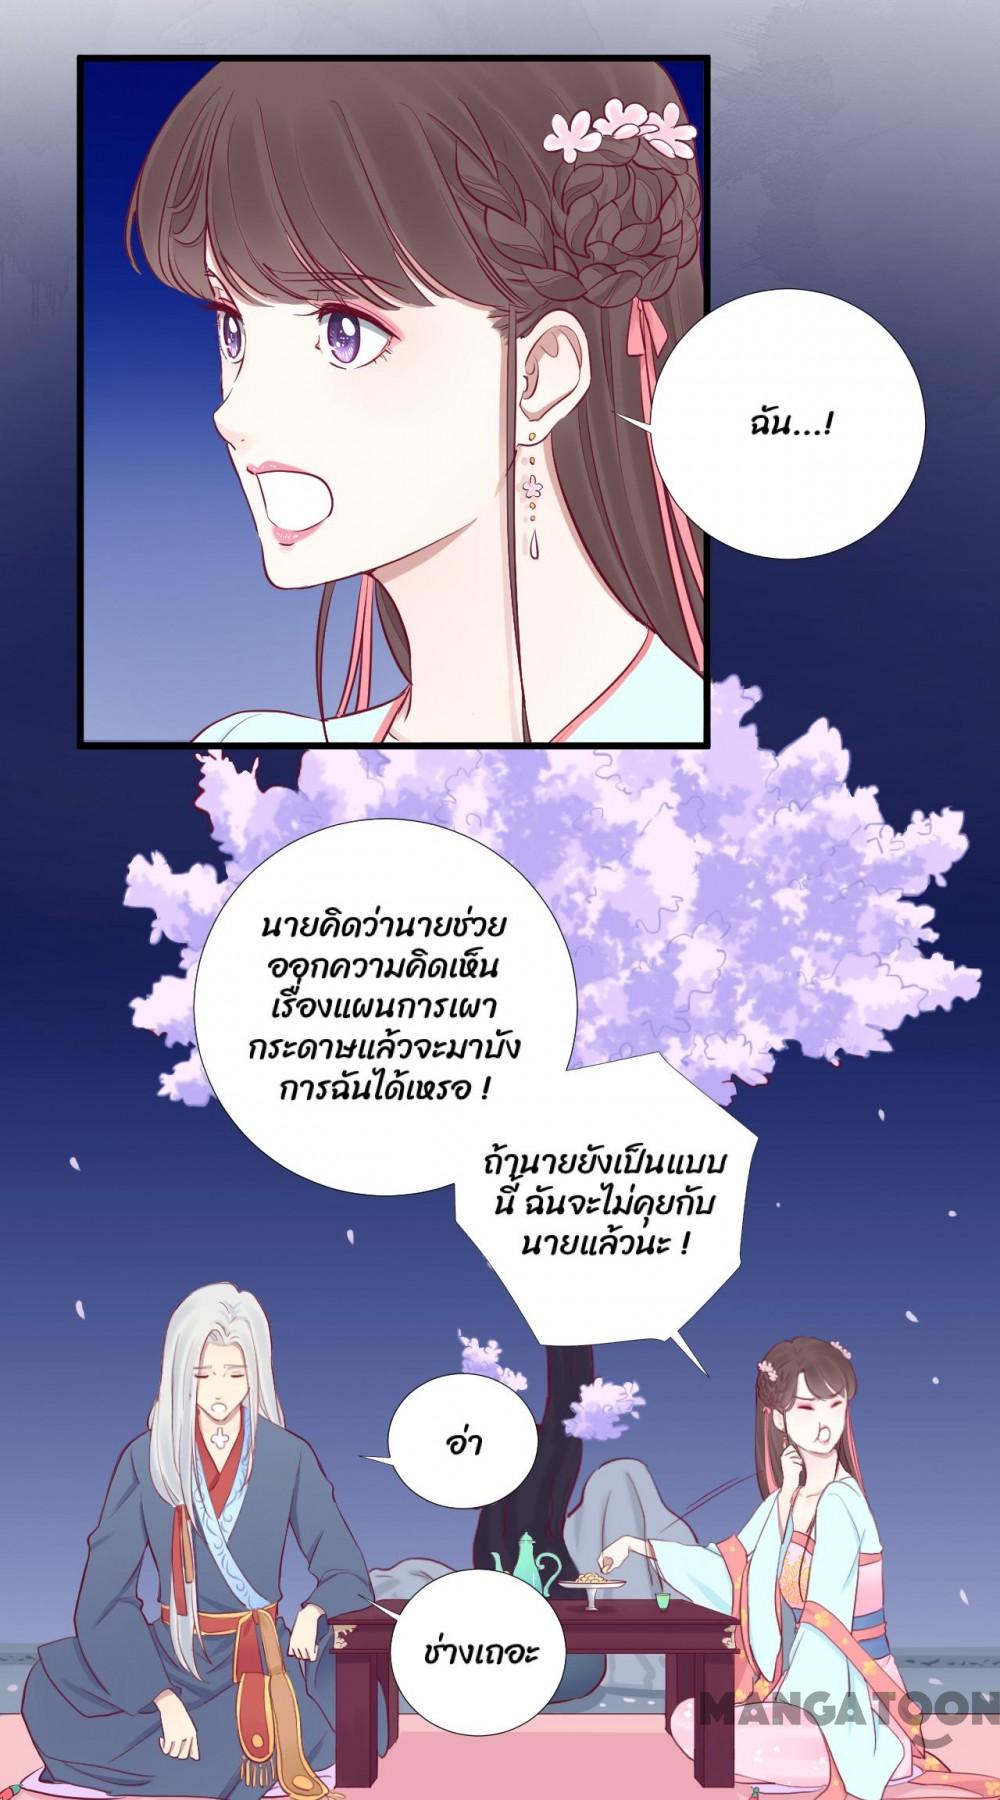 ฉัน...!
นายคิดว่านายช่วย
ออกความคิดเห็น
เรื่องแผนการเผา
กระดาษแล้วจะมาบัง
การฉันได้เหรอ !
ถ้านายยังเป็นแบบ
นี้ ฉันจะไม่คุยกับ
นายแล้วนะ !
อ่า
ช่างเถอะ
MANGATOON